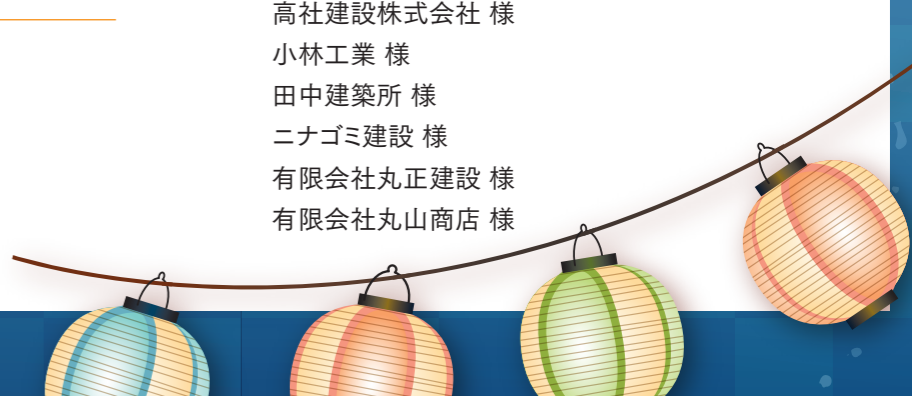 高社建設株式会社 様
小林工業 様
田中建築所 様
ニナゴミ建設 様
有限会社丸正建設 様
有限会社丸山商店 様